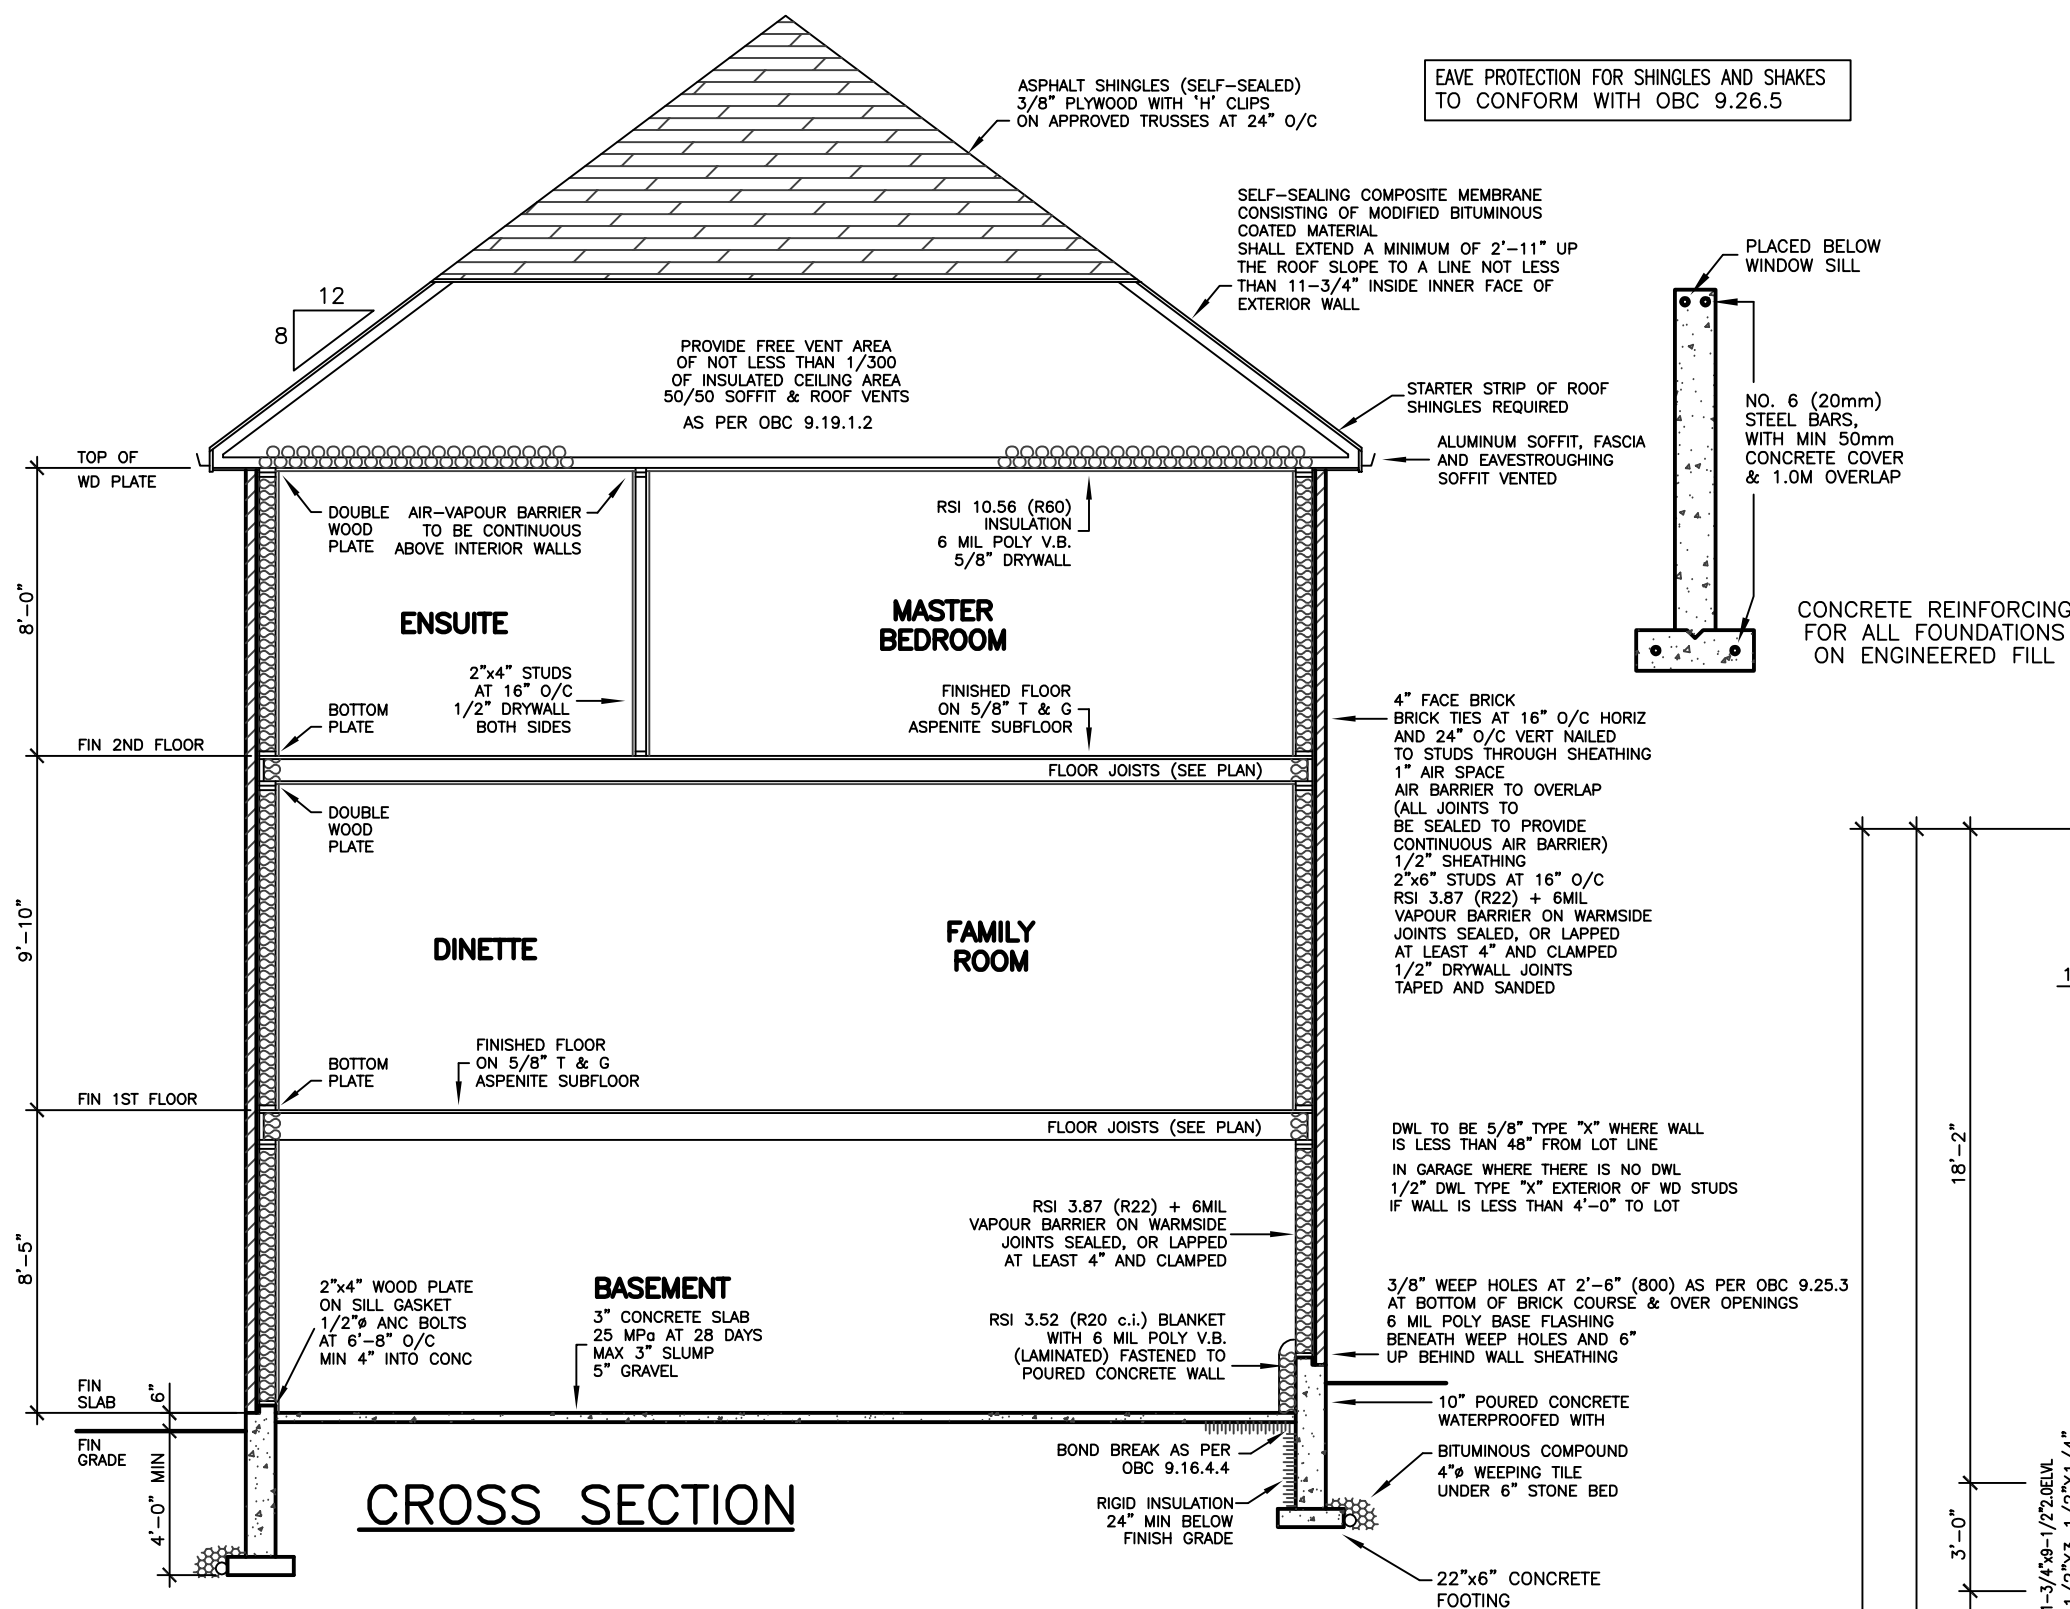 ASPHALT SHINGLES (SELF-SEALED)
3/8" PLYWOOD WITH 'H' CLIPS
ON APPROVED TRUSSES AT 24" O/C
EAVE PROTECTION FOR SHINGLES AND SHAKES
TO CONFORM WITH OBC 9.26.5
SELF-SEALING COMPOSITE MEMBRANE
CONSISTING OF MODIFIED BITUMINOUS
COATED MATERIAL
SHALL EXTEND A MINIMUM OF 2'-11" UP
THE ROOF SLOPE TO A LINE NOT LESS
THAN 11-3/4" INSIDE INNER FACE OF
EXTERIOR WALL
PLACED BELOW
WINDOW SILL
12
8
PROVIDE FREE VENT AREA
OF NOT LESS THAN 1/300
OF INSULATED CEILING AREA
50/50 SOFFIT & ROOF VENTS
AS PER OBC 9.19.1.2
STARTER STRIP OF ROOF
SHINGLES REQUIRED
ALUMINUM SOFFIT, FASCIA
AND EAVESTROUGHING
SOFFIT VENTED
NO. 6 (20mm)
STEEL BARS,
WITH MIN 50mm
CONCRETE COVER
& 1.0M OVERLAP
CONCRETE REINFORCING
FOR ALL FOUNDATIONS
ON ENGINEERED FILL
TOP OF
WD PLATE
DOUBLE
WOOD
PLATE
AIR-VAPOUR BARRIER
TO BE CONTINUOUS
ABOVE INTERIOR WALLS
RSI 10.56 (R60)
INSULATION
6 MIL POLY V.B.
5/8" DRYWALL
8'-0"
ENSUITE
MASTER
BEDROOM
2"x4" STUDS
AT 16" O/C
1/2" DRYWALL
BOTH SIDES
FINISHED FLOOR
ON 5/8" T & G
ASPENITE SUBFLOOR
BOTTOM
PLATE
FIN 2ND FLOOR
FLOOR JOISTS (SEE PLAN)
4" FACE BRICK
BRICK TIES AT 16" O/C HORIZ
AND 24" O/C VERT NAILED
TO STUDS THROUGH SHEATHING
1" AIR SPACE
AIR BARRIER TO OVERLAP
(ALL JOINTS TO
BE SEALED TO PROVIDE
CONTINUOUS AIR BARRIER)
1/2" SHEATHING
2"x6" STUDS AT 16" O/C
RSI 3.87 (R22) + 6MIL
VAPOUR BARRIER ON WARMSIDE
JOINTS SEALED, OR LAPPED
AT LEAST 4" AND CLAMPED
1/2" DRYWALL JOINTS
TAPED AND SANDED
DOUBLE
WOOD
PLATE
9'-10"
DINETTE
FAMILY
ROOM
BOTTOM
PLATE
FINISHED FLOOR
ON 5/8" T & G
ASPENITE SUBFLOOR
FIN 1ST FLOOR
FLOOR JOISTS (SEE PLAN)
DWL TO BE 5/8" TYPE "X" WHERE WALL
IS LESS THAN 48" FROM LOT LINE
IN GARAGE WHERE THERE IS NO DWL
1/2" DWL TYPE "X" EXTERIOR OF WD STUDS
IF WALL IS LESS THAN 4'-0" TO LOT
18'-2"
8'-5"
RSI 3.87 (R22) + 6MIL
VAPOUR BARRIER ON WARMSIDE
JOINTS SEALED, OR LAPPED
AT LEAST 4" AND CLAMPED
2"x4" WOOD PLATE
ON SILL GASKET
1/2"ø ANC BOLTS
AT 6'-8" O/C
MIN 4" INTO CONC
BASEMENT
3" CONCRETE SLAB
25 MPa AT 28 DAYS
MAX 3" SLUMP
5" GRAVEL
RSI 3.52 (R20 c.i.) BLANKET
WITH 6 MIL POLY V.B.
(LAMINATED) FASTENED TO
POURED CONCRETE WALL
3/8" WEEP HOLES AT 2'-6" (800) AS PER OBC 9.25.3
AT BOTTOM OF BRICK COURSE & OVER OPENINGS
6 MIL POLY BASE FLASHING
BENEATH WEEP HOLES AND 6"
UP BEHIND WALL SHEATHING
FIN
SLAB
6"
FIN
GRADE
4'-0" MIN
10" POURED CONCRETE
WATERPROOFED WITH
BITUMINOUS COMPOUND
4"ø WEEPING TILE
UNDER 6" STONE BED
BOND BREAK AS PER
OBC 9.16.4.4
RIGID INSULATION
24" MIN BELOW
FINISH GRADE
CROSS SECTION
22"x6" CONCRETE
FOOTING
3'-0"
1-3/4"x9-1/2"2.0ELVL